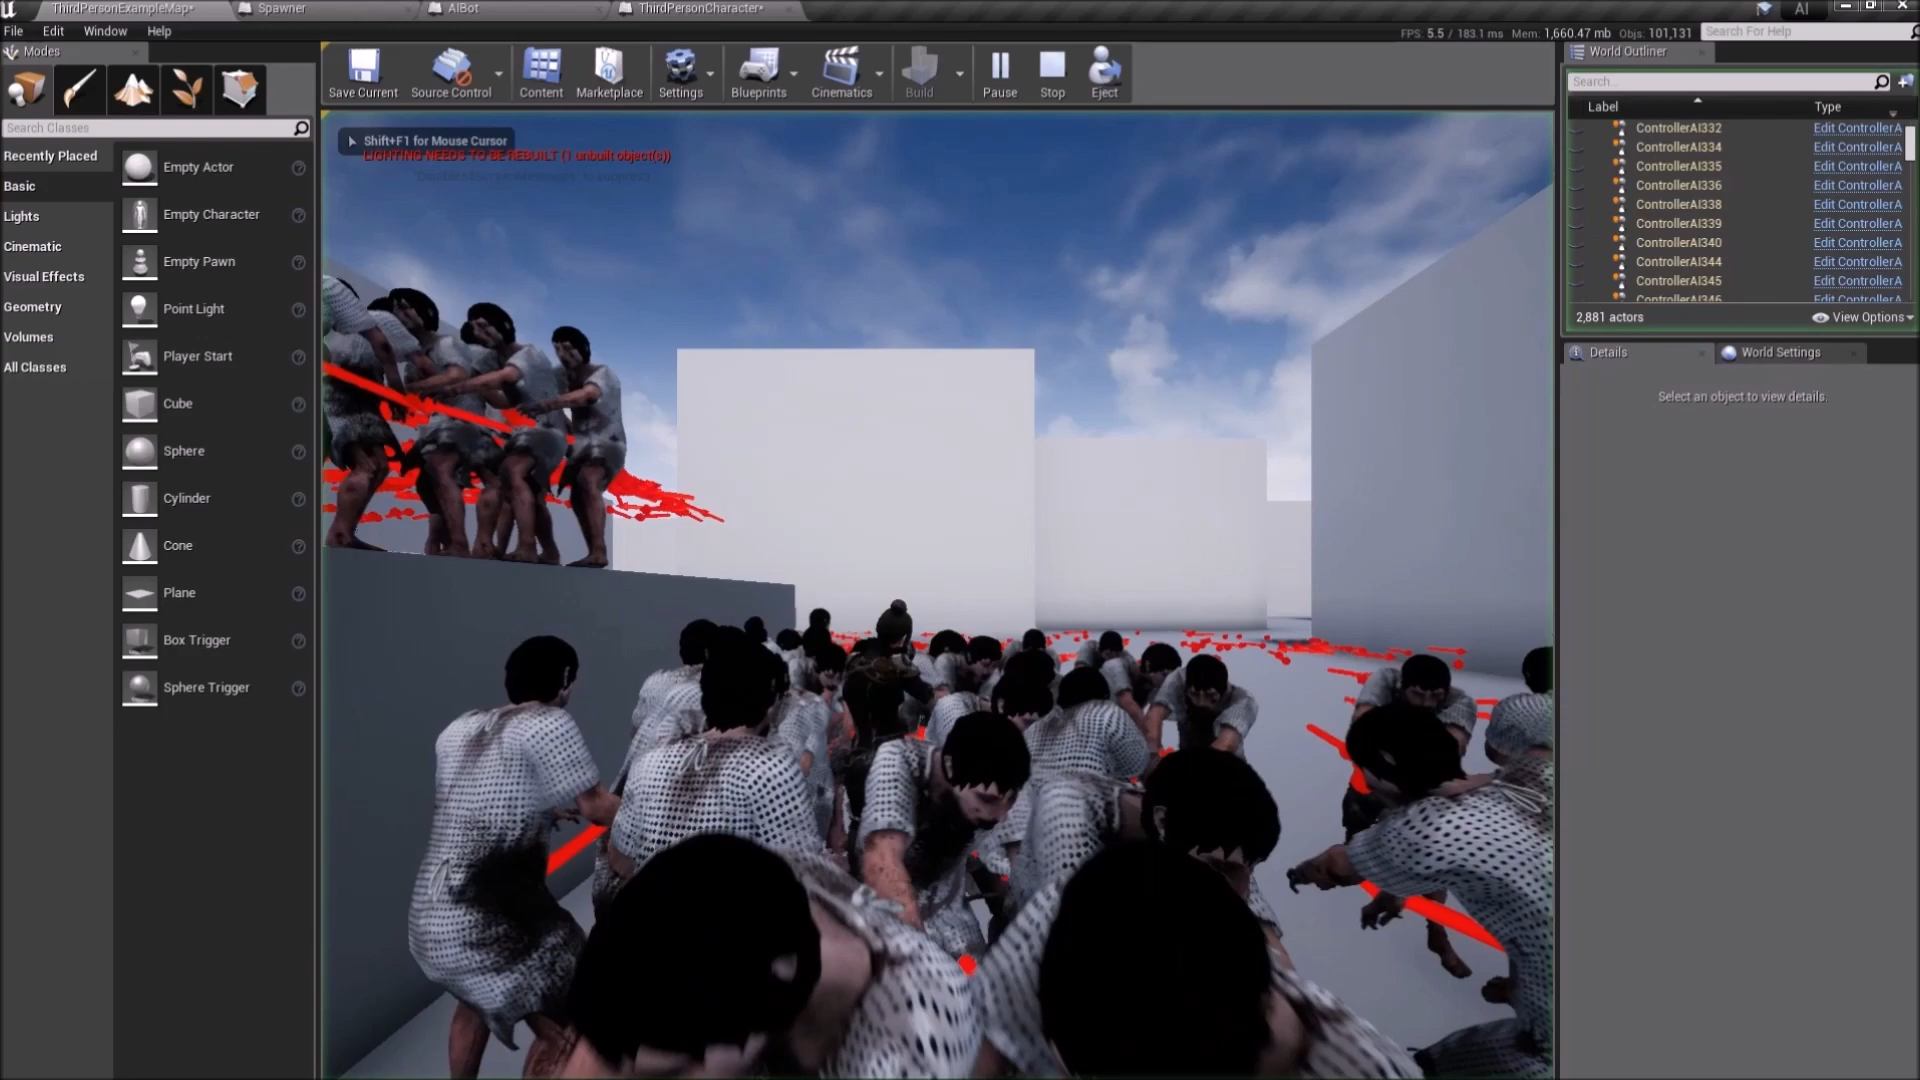 ThirdPersonExampleMap*
Spawner
AIBot
ThirdPersonCharacter*
AI
File Edit Window Help
FPS: 5.5 / 183.1 ms Mem: 1,660.47 mb Objs: 101,131
Search For Help
Modes
Search Classes
Recently Placed
Basic
Lights
Cinematic
Visual Effects
Geometry
Volumes
All Classes
Empty Actor
Empty Character
Empty Pawn
Point Light
Player Start
Cube
Sphere
Cylinder
Cone
Plane
Box Trigger
Sphere Trigger
Save Current
Source Control
Content
Marketplace
Settings
Blueprints
Cinematics
Build
Pause
Stop
Eject
Shift+F1 for Mouse Cursor
LIGHTING NEEDS TO BE REBUILT (1 unbuilt object(s))
World Outliner
Search...
Label Type
ControllerAI332 Edit ControllerA
ControllerAI334 Edit ControllerA
ControllerAI335 Edit ControllerA
ControllerAI336 Edit ControllerA
ControllerAI338 Edit ControllerA
ControllerAI339 Edit ControllerA
ControllerAI340 Edit ControllerA
ControllerAI344 Edit ControllerA
ControllerAI345 Edit ControllerA
ControllerAI346 Edit ControllerA
2,881 actors
View Options
Details
World Settings
Select an object to view details.